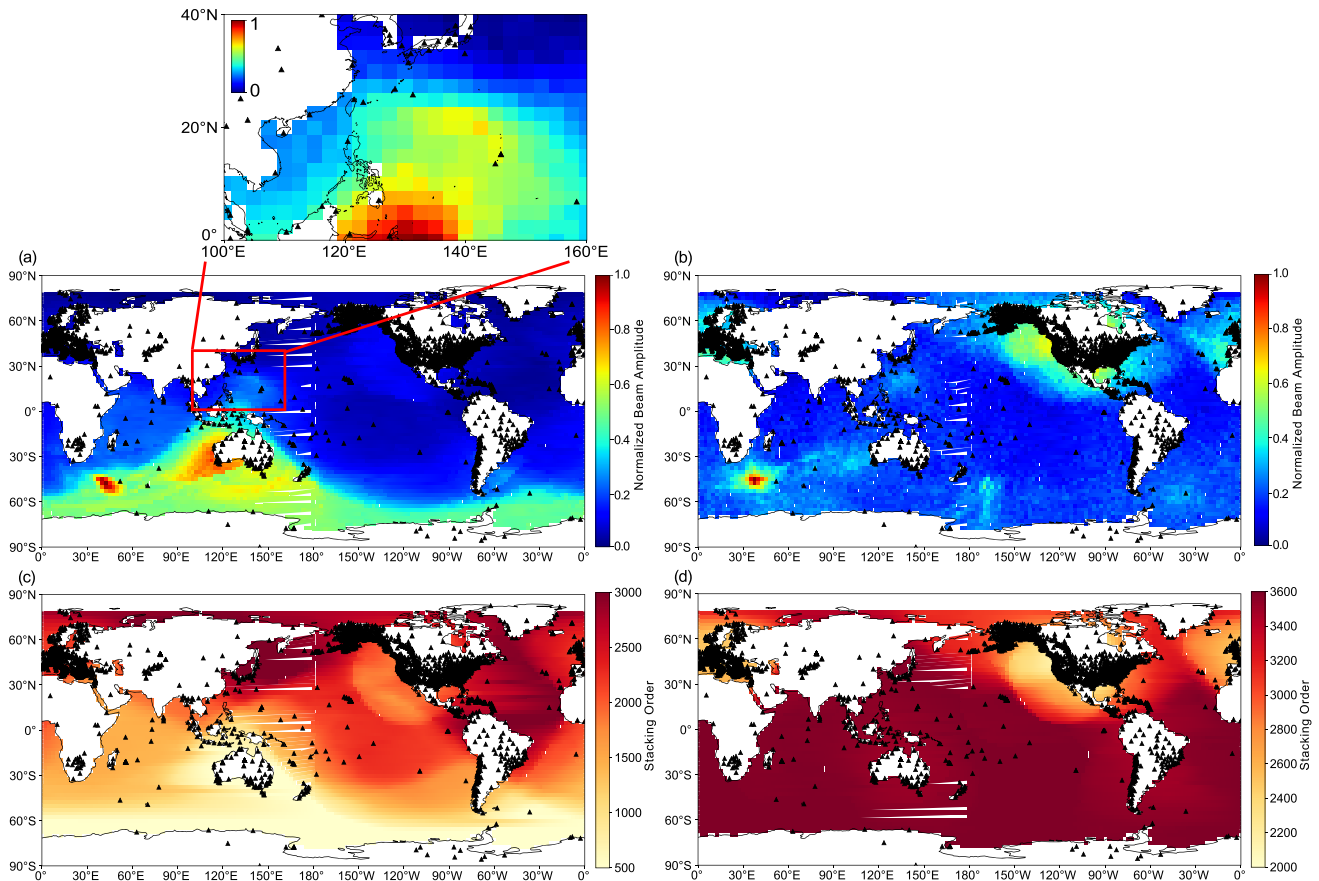 40°N
1
0
20°N
0°
100°E 120°E 140°E 160°E
(a) (b)
90°N 60°N 30°N 0° 30°S 60°S 90°S
0° 30°E 60°E 90°E 120°E 150°E 180° 150°W 120°W 90°W 60°W 30°W 0°
1.0 0.8 0.6 0.4 0.2 0.0
Normalized Beam Amplitude
90°N 60°N 30°N 0° 30°S 60°S 90°S
0° 30°E 60°E 90°E 120°E 150°E 180° 150°W 120°W 90°W 60°W 30°W 0°
1.0 0.8 0.6 0.4 0.2 0.0
Normalized Beam Amplitude
(c) (d)
90°N 60°N 30°N 0° 30°S 60°S 90°S
0° 30°E 60°E 90°E 120°E 150°E 180° 150°W 120°W 90°W 60°W 30°W 0°
3000 2500 2000 1500 1000 500
Stacking Order
90°N 60°N 30°N 0° 30°S 60°S 90°S
0° 30°E 60°E 90°E 120°E 150°E 180° 150°W 120°W 90°W 60°W 30°W 0°
3600 3400 3200 3000 2800 2600 2400 2200 2000
Stacking Order